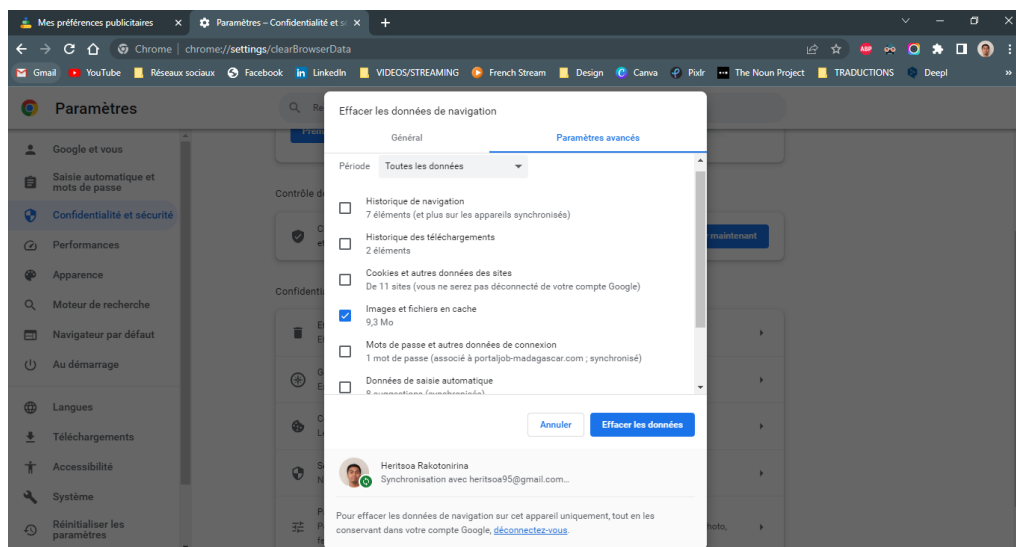 Mes préférences publicitaires
Paramètres – Confidentialité et sé
Chrome | chrome://settings/clearBrowserData
ABP
Gmail
YouTube
Réseaux sociaux
Facebook
LinkedIn
VIDEOS/STREAMING
French Stream
Design
Canva
Pixlr
The Noun Project
TRADUCTIONS
Deepl
»
Paramètres
Google et vous
Saisie automatique et
mots de passe
Confidentialité et sécurité
Performances
Apparence
Moteur de recherche
Navigateur par défaut
Au démarrage
Langues
Téléchargements
Accessibilité
Système
Réinitialiser les
paramètres
Re
Contrôle d
maintenant
Confidenti
hoto,
Effacer les données de navigation
Général
Paramètres avancés
Période
Toutes les données
Historique de navigation
7 éléments (et plus sur les appareils synchronisés)
Historique des téléchargements
2 éléments
Cookies et autres données des sites
De 11 sites (vous ne serez pas déconnecté de votre compte Google)
Images et fichiers en cache
9,3 Mo
Mots de passe et autres données de connexion
1 mot de passe (associé à portaljob-madagascar.com ; synchronisé)
Données de saisie automatique
8 suggestions (synchronisés)
Annuler
Effacer les données
Heritsoa Rakotonirina
Synchronisation avec heritsoa95@gmail.com…
Pour effacer les données de navigation sur cet appareil uniquement, tout en les
conservant dans votre compte Google, déconnectez-vous.